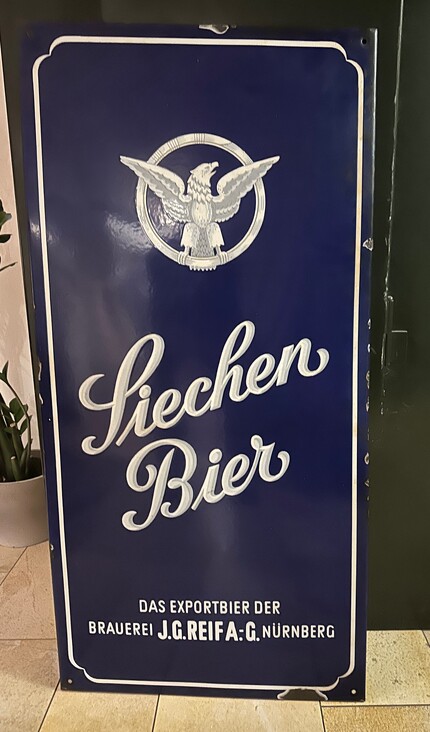 Siechen
Bier
DAS EXPORTBIER DER
BRAUEREI J.G.REIF A.-G. NÜRNBERG